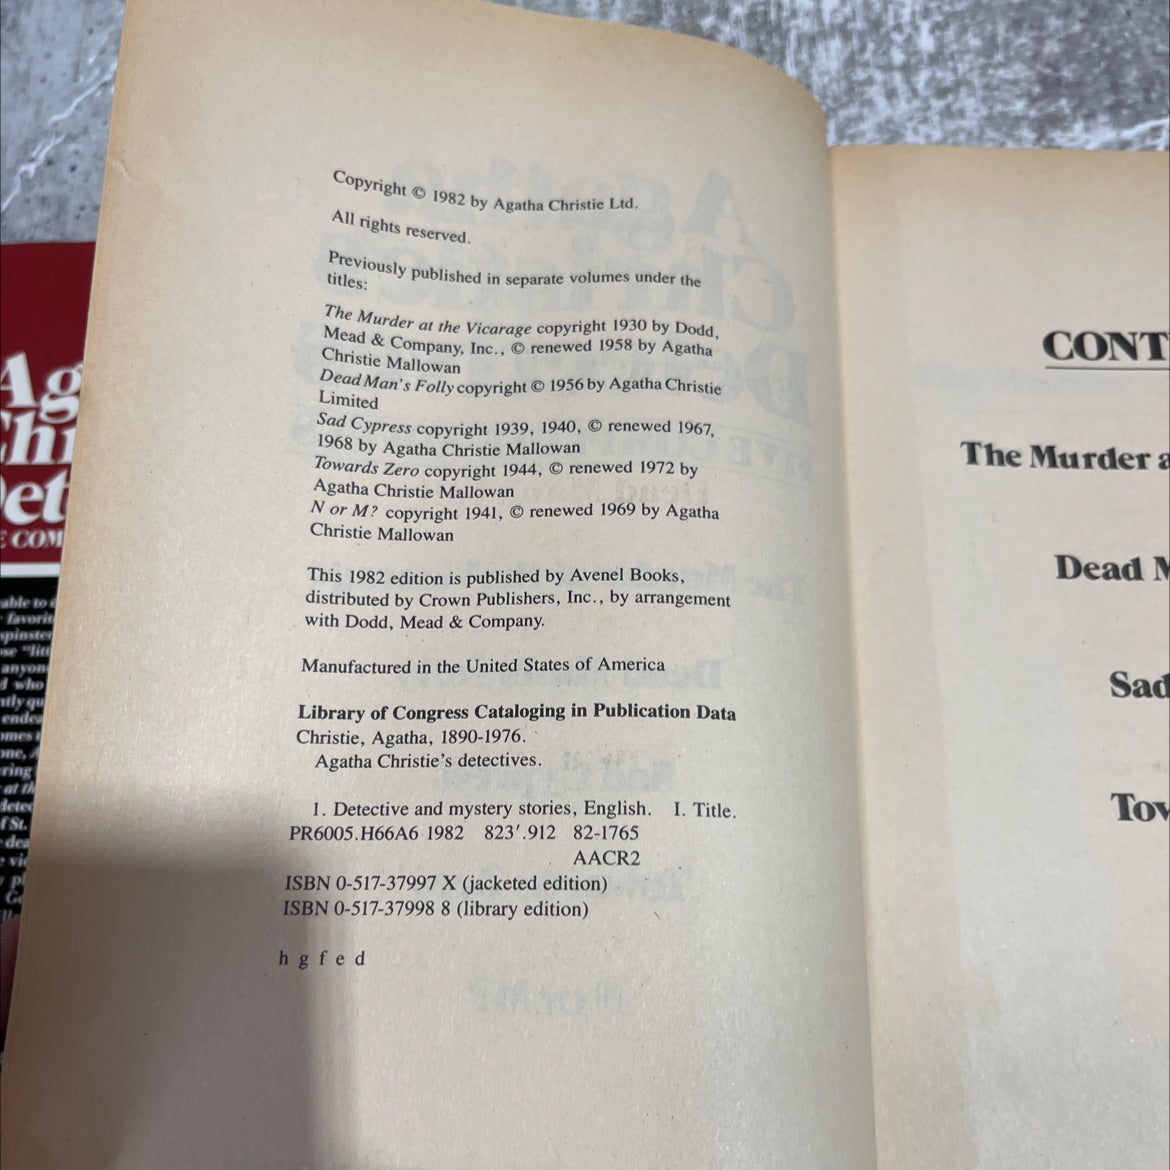 Copyright © 1982 by Agatha Christie Ltd.
All rights reserved.
Previously published in separate volumes under the
titles:
The Murder at the Vicarage copyright 1930 by Dodd,
Mead & Company, Inc., © renewed 1958 by Agatha
Christie Mallowan
Dead Man's Folly copyright © 1956 by Agatha Christie
Limited
Sad Cypress copyright 1939, 1940, © renewed 1967,
1968 by Agatha Christie Mallowan
Towards Zero copyright 1944, © renewed 1972 by
Agatha Christie Mallowan
N or M? copyright 1941, © renewed 1969 by Agatha
Christie Mallowan
This 1982 edition is published by Avenel Books,
distributed by Crown Publishers, Inc., by arrangement
with Dodd, Mead & Company.
Manufactured in the United States of America
Library of Congress Cataloging in Publication Data
Christie, Agatha, 1890-1976.
Agatha Christie's detectives.
1. Detective and mystery stories, English. I. Title.
PR6005.H66A6 1982 823′.912 82-1765
AACR2
ISBN 0-517-37997 X (jacketed edition)
ISBN 0-517-37998 8 (library edition)
h g f e d
CONT
The Murder a
Dead M
Sad
Tow
Ag
Chr
Det
E COM